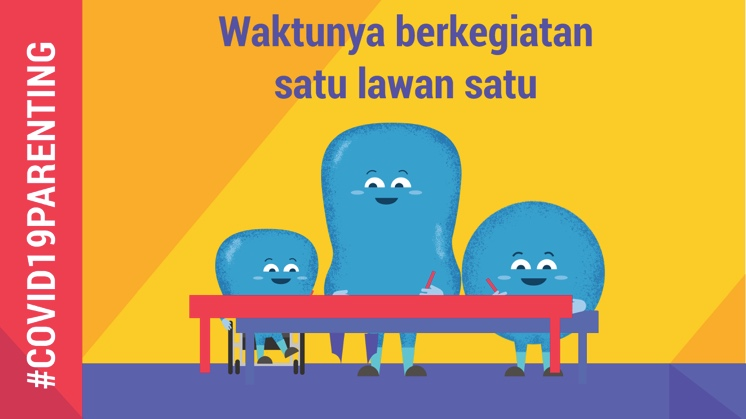 Waktunya berkegiatan
satu lawan satu
#COVID19PARENTING